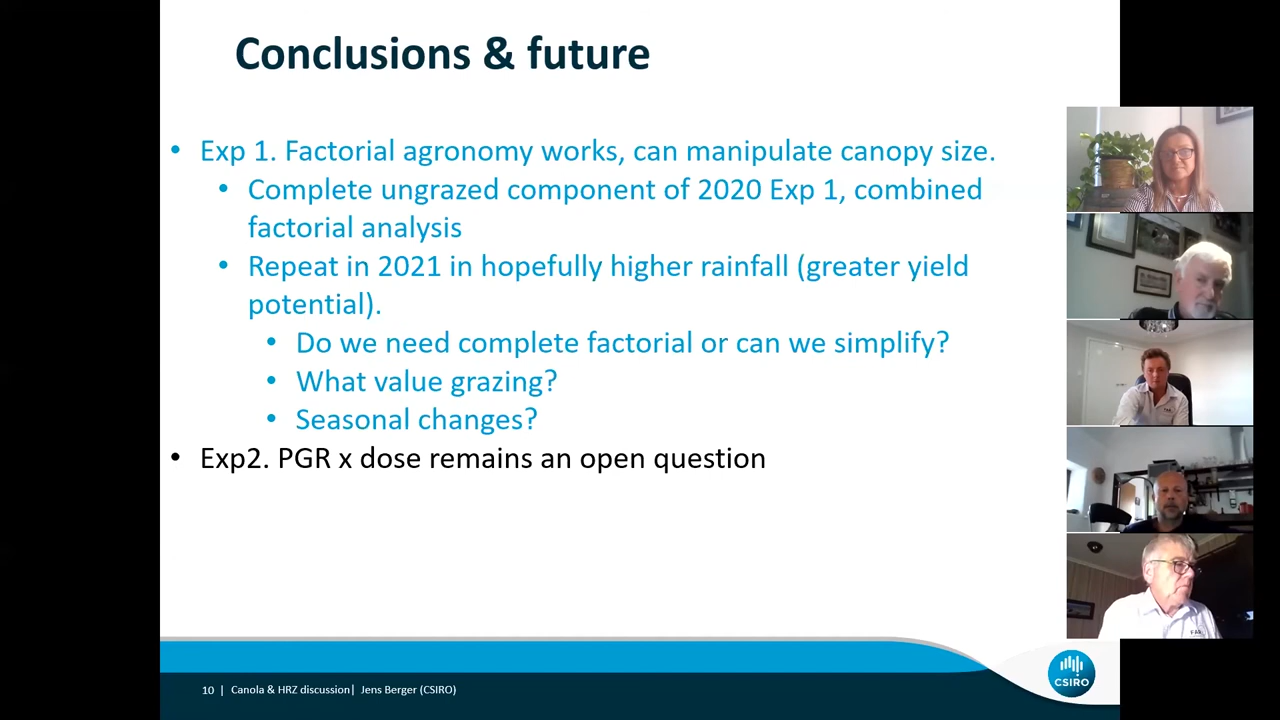 Conclusions & future
• Exp 1. Factorial agronomy works, can manipulate canopy size.
• Complete ungrazed component of 2020 Exp 1, combined
factorial analysis
• Repeat in 2021 in hopefully higher rainfall (greater yield
potential).
• Do we need complete factorial or can we simplify?
• What value grazing?
• Seasonal changes?
• Exp2. PGR x dose remains an open question
10 | Canola & HRZ discussion| Jens Berger (CSIRO)
CSIRO